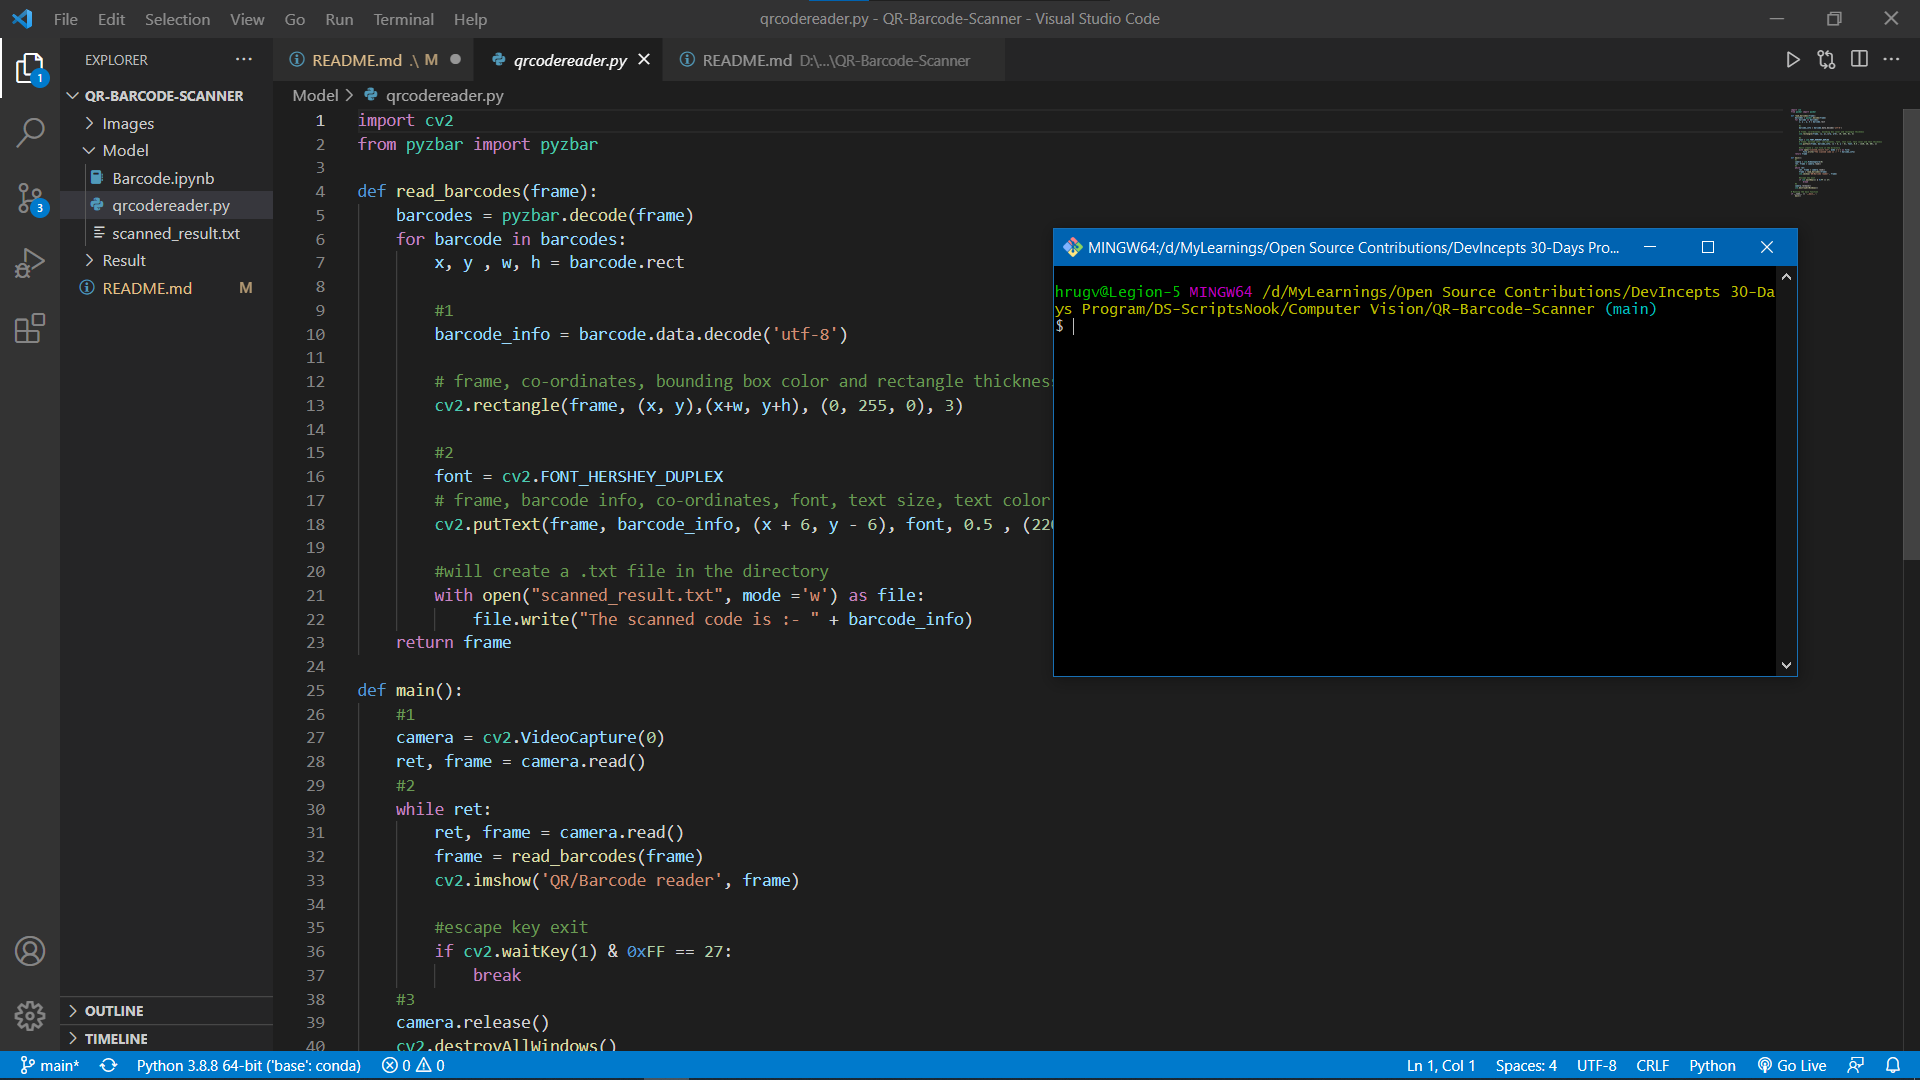 File Edit Selection View Go Run Terminal Help
qrcodereader.py - QR-Barcode-Scanner - Visual Studio Code
EXPLORER
QR-BARCODE-SCANNER
Images
Model
Barcode.ipynb
qrcodereader.py
scanned_result.txt
Result
README.md M
OUTLINE
TIMELINE
1
3
README.md .\ M
qrcodereader.py
README.md D:\...\QR-Barcode-Scanner
Model > qrcodereader.py
1 import cv2
2 from pyzbar import pyzbar
3
4 def read_barcodes(frame):
5 barcodes = pyzbar.decode(frame)
6 for barcode in barcodes:
7 x, y , w, h = barcode.rect
8
9 #1
10 barcode_info = barcode.data.decode('utf-8')
11
12 # frame, co-ordinates, bounding box color and rectangle thickness
13 cv2.rectangle(frame, (x, y),(x+w, y+h), (0, 255, 0), 3)
14
15 #2
16 font = cv2.FONT_HERSHEY_DUPLEX
17 # frame, barcode info, co-ordinates, font, text size, text color
18 cv2.putText(frame, barcode_info, (x + 6, y - 6), font, 0.5 , (220
19
20 #will create a .txt file in the directory
21 with open("scanned_result.txt", mode ='w') as file:
22 file.write("The scanned code is :- " + barcode_info)
23 return frame
24
25 def main():
26 #1
27 camera = cv2.VideoCapture(0)
28 ret, frame = camera.read()
29 #2
30 while ret:
31 ret, frame = camera.read()
32 frame = read_barcodes(frame)
33 cv2.imshow('QR/Barcode reader', frame)
34
35 #escape key exit
36 if cv2.waitKey(1) & 0xFF == 27:
37 break
38 #3
39 camera.release()
40 cv2.destroyAllWindows()
MINGW64:/d/MyLearnings/Open Source Contributions/DevIncepts 30-Days Pro...
hrugv@Legion-5 MINGW64 /d/MyLearnings/Open Source Contributions/DevIncepts 30-Da
ys Program/DS-ScriptsNook/Computer Vision/QR-Barcode-Scanner (main)
$
main* Python 3.8.8 64-bit ('base': conda) 0 0 Ln 1, Col 1 Spaces: 4 UTF-8 CRLF Python Go Live